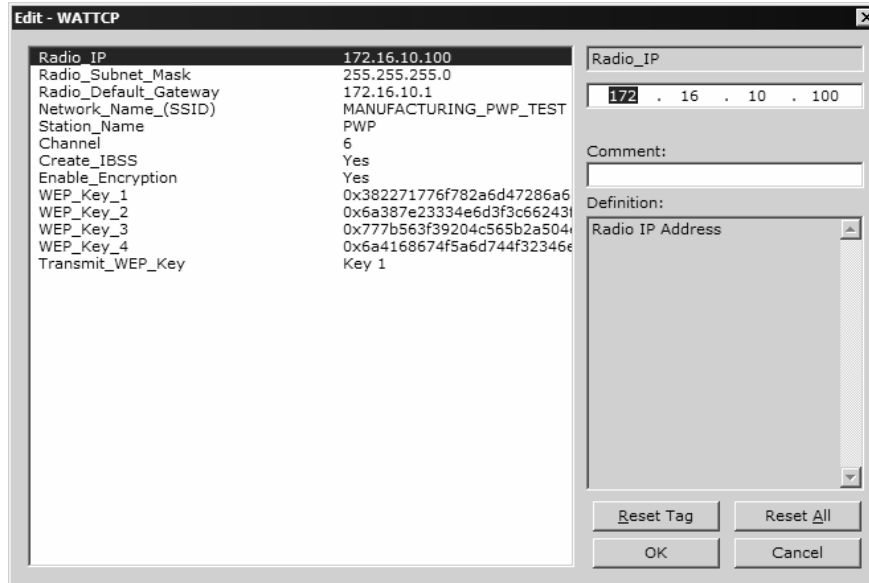 Edit - WATTCP
Radio_IP 172.16.10.100
Radio_Subnet_Mask 255.255.255.0
Radio_Default_Gateway 172.16.10.1
Network_Name_(SSID) MANUFACTURING_PWP_TEST
Station_Name PWP
Channel 6
Create_IBSS Yes
Enable_Encryption Yes
WEP_Key_1 0x382271776f782a6d47286a6
WEP_Key_2 0x6a387e23334e6d3f3c66243f
WEP_Key_3 0x777b563f39204c565b2a504
WEP_Key_4 0x6a4168674f5a6d744f32346e
Transmit_WEP_Key Key 1
Radio_IP
172 . 16 . 10 . 100
Comment:
Definition:
Radio IP Address
Reset Tag Reset All
OK Cancel